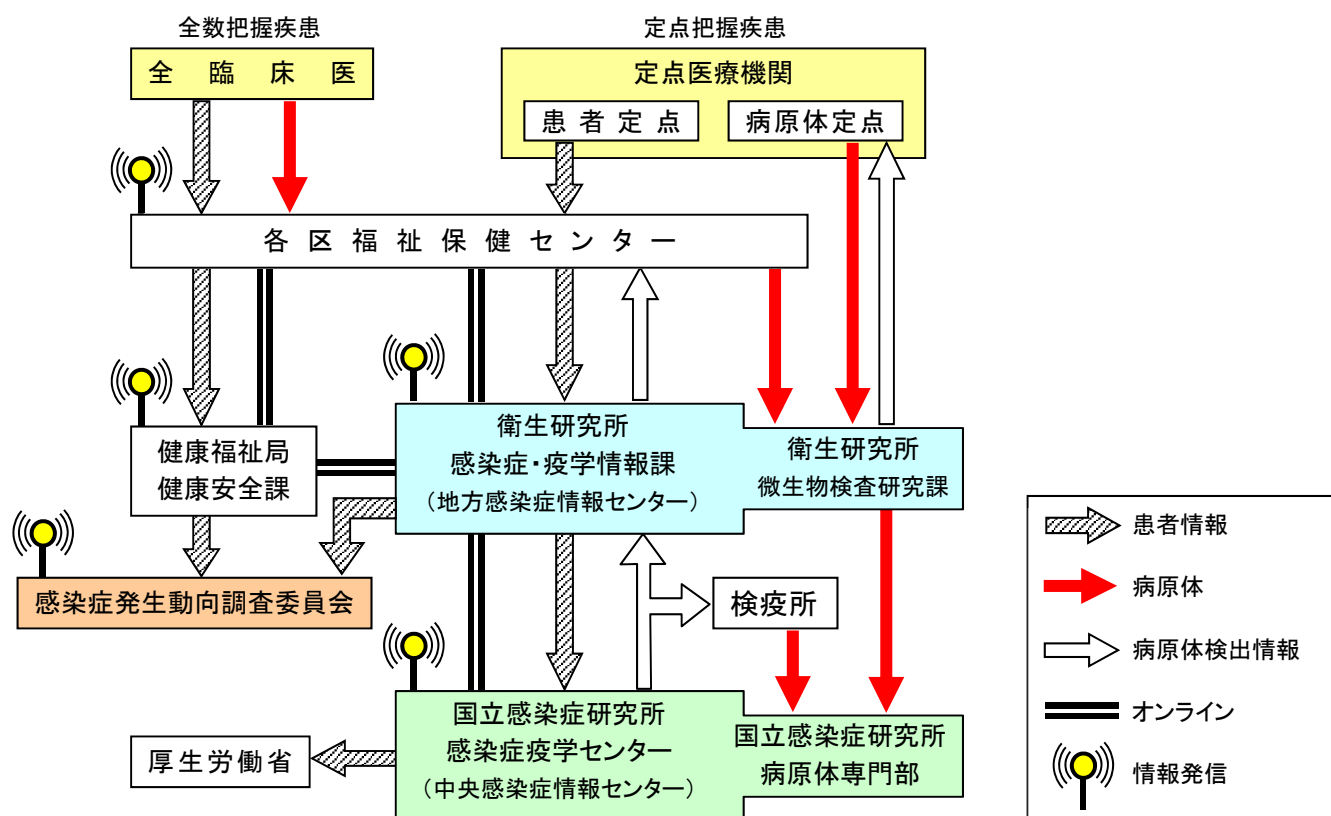 全数把握疾患
定点把握疾患
全臨床医
定点医療機関
患者定点
病原体定点
各区福祉保健センター
健康福祉局
健康安全課
衛生研究所
感染症・疫学情報課
（地方感染症情報センター）
衛生研究所
微生物検査研究課
感染症発生動向調査委員会
検疫所
国立感染症研究所
感染症疫学センター
（中央感染症情報センター）
国立感染症研究所
病原体専門部
厚生労働省
患者情報
病原体
病原体検出情報
オンライン
情報発信